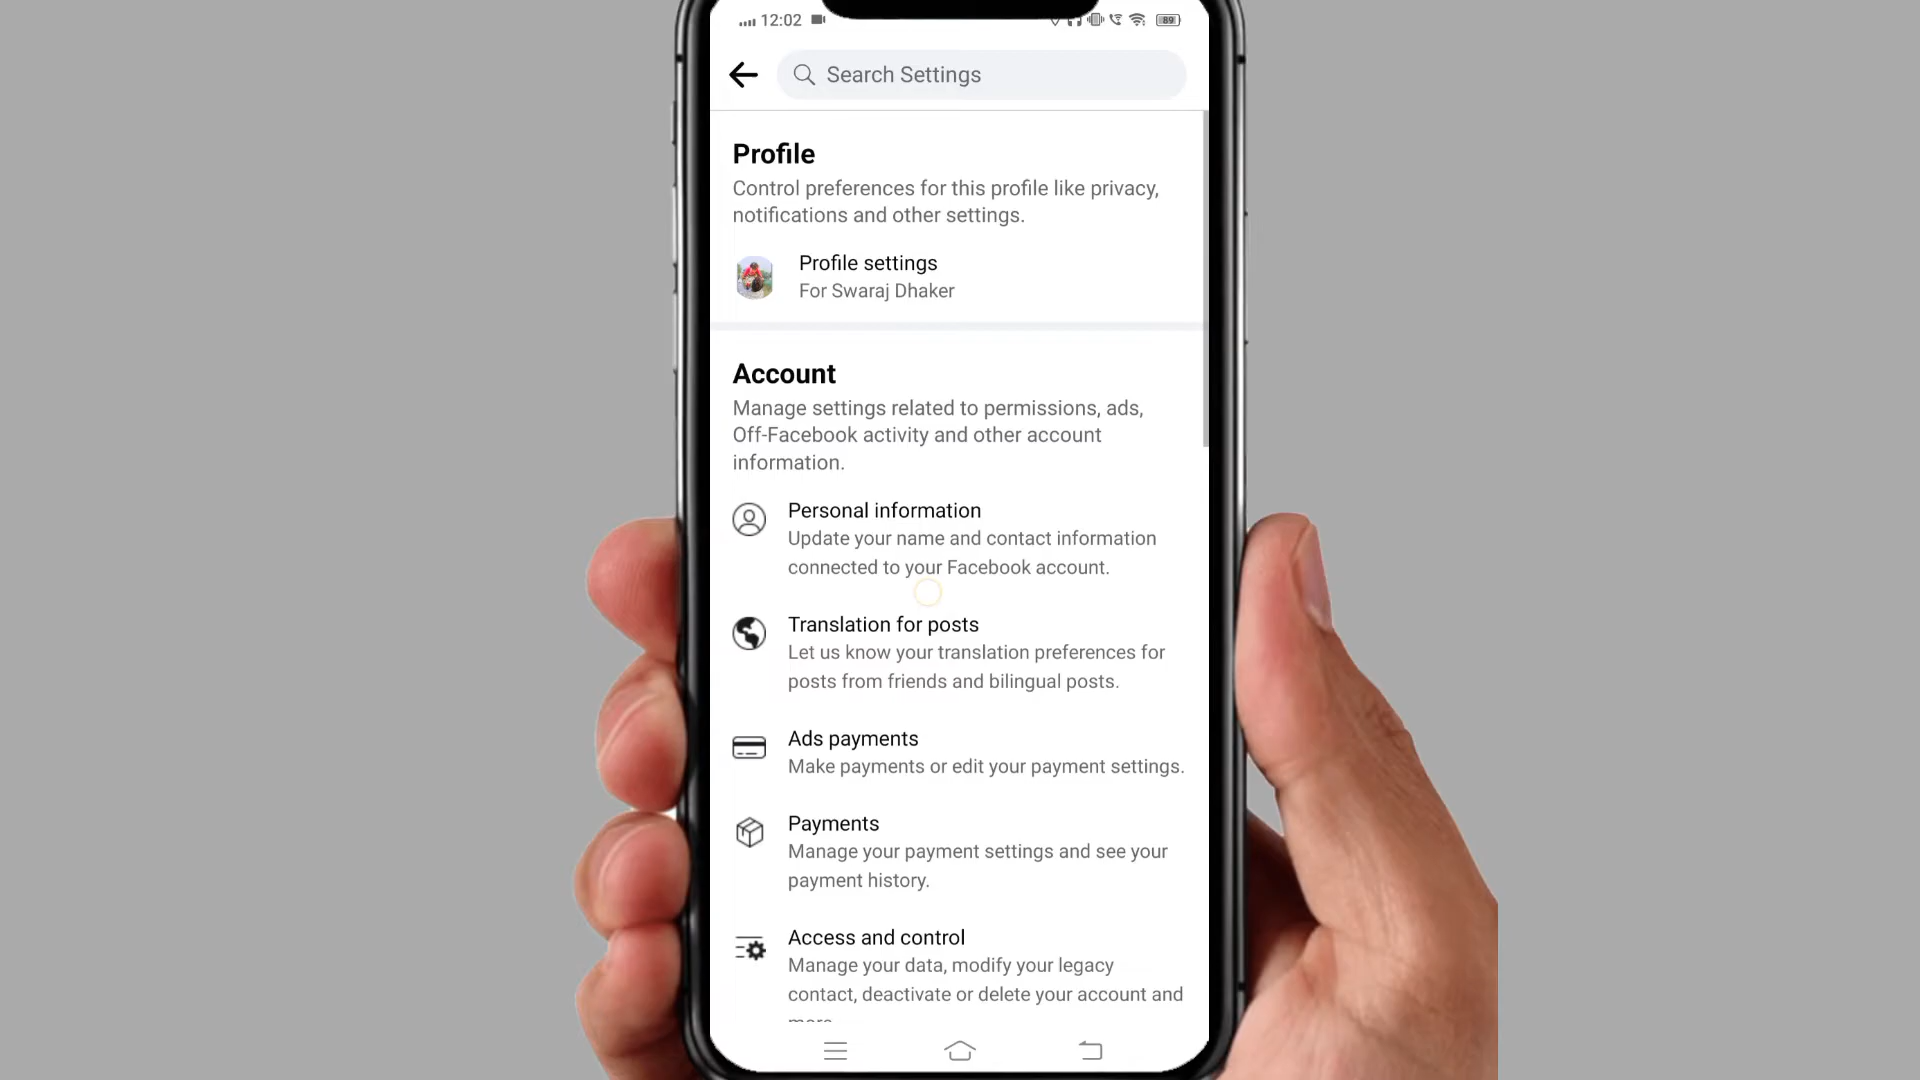 12:02
89
Search Settings
Profile
Control preferences for this profile like privacy,
notifications and other settings.
Profile settings
For Swaraj Dhaker
Account
Manage settings related to permissions, ads,
Off-Facebook activity and other account
information.
Personal information
Update your name and contact information
connected to your Facebook account.
Translation for posts
Let us know your translation preferences for
posts from friends and bilingual posts.
Ads payments
Make payments or edit your payment settings.
Payments
Manage your payment settings and see your
payment history.
Access and control
Manage your data, modify your legacy
contact, deactivate or delete your account and